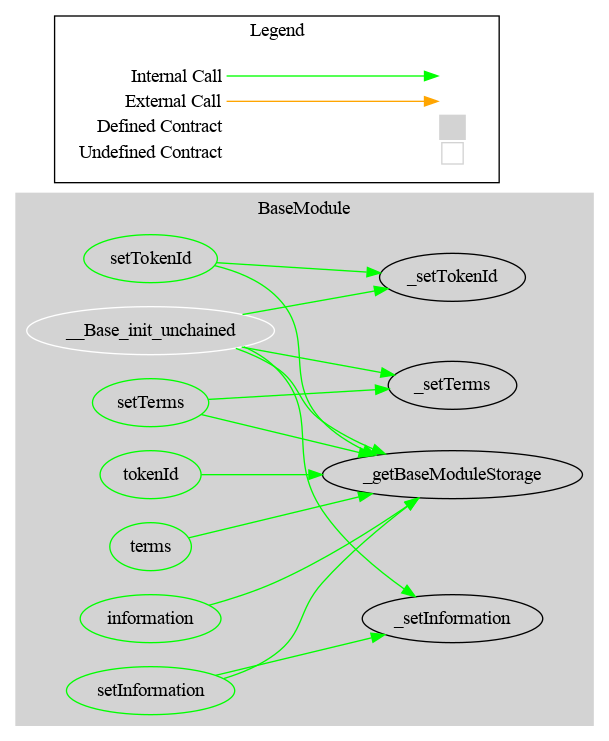 Legend
Internal Call
External Call
Defined Contract
Undefined Contract
BaseModule
setTokenId
_setTokenId
__Base_init_unchained
_setTerms
setTerms
tokenId
_getBaseModuleStorage
terms
information
_setInformation
setInformation